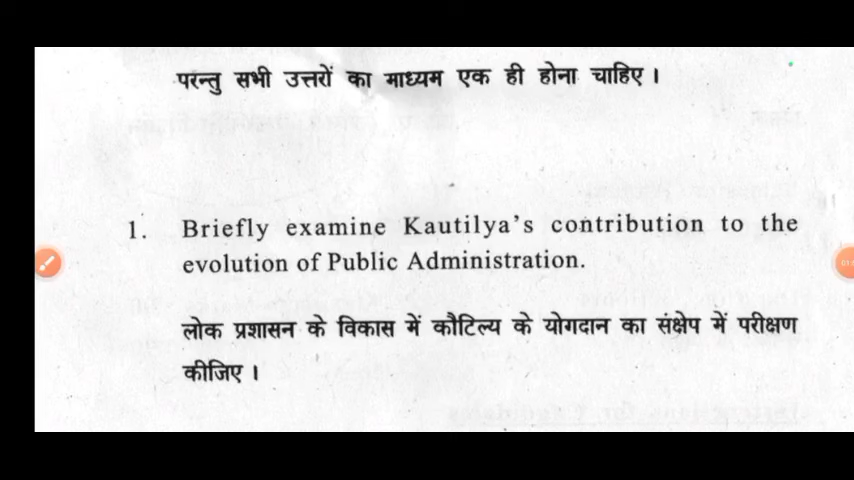 परन्तु सभी उत्तरों का माध्यम एक ही होना चाहिए ।
1. Briefly examine Kautilya's contribution to the
evolution of Public Administration.
लोक प्रशासन के विकास में कौटिल्य के योगदान का संक्षेप में परीक्षण
कीजिए ।